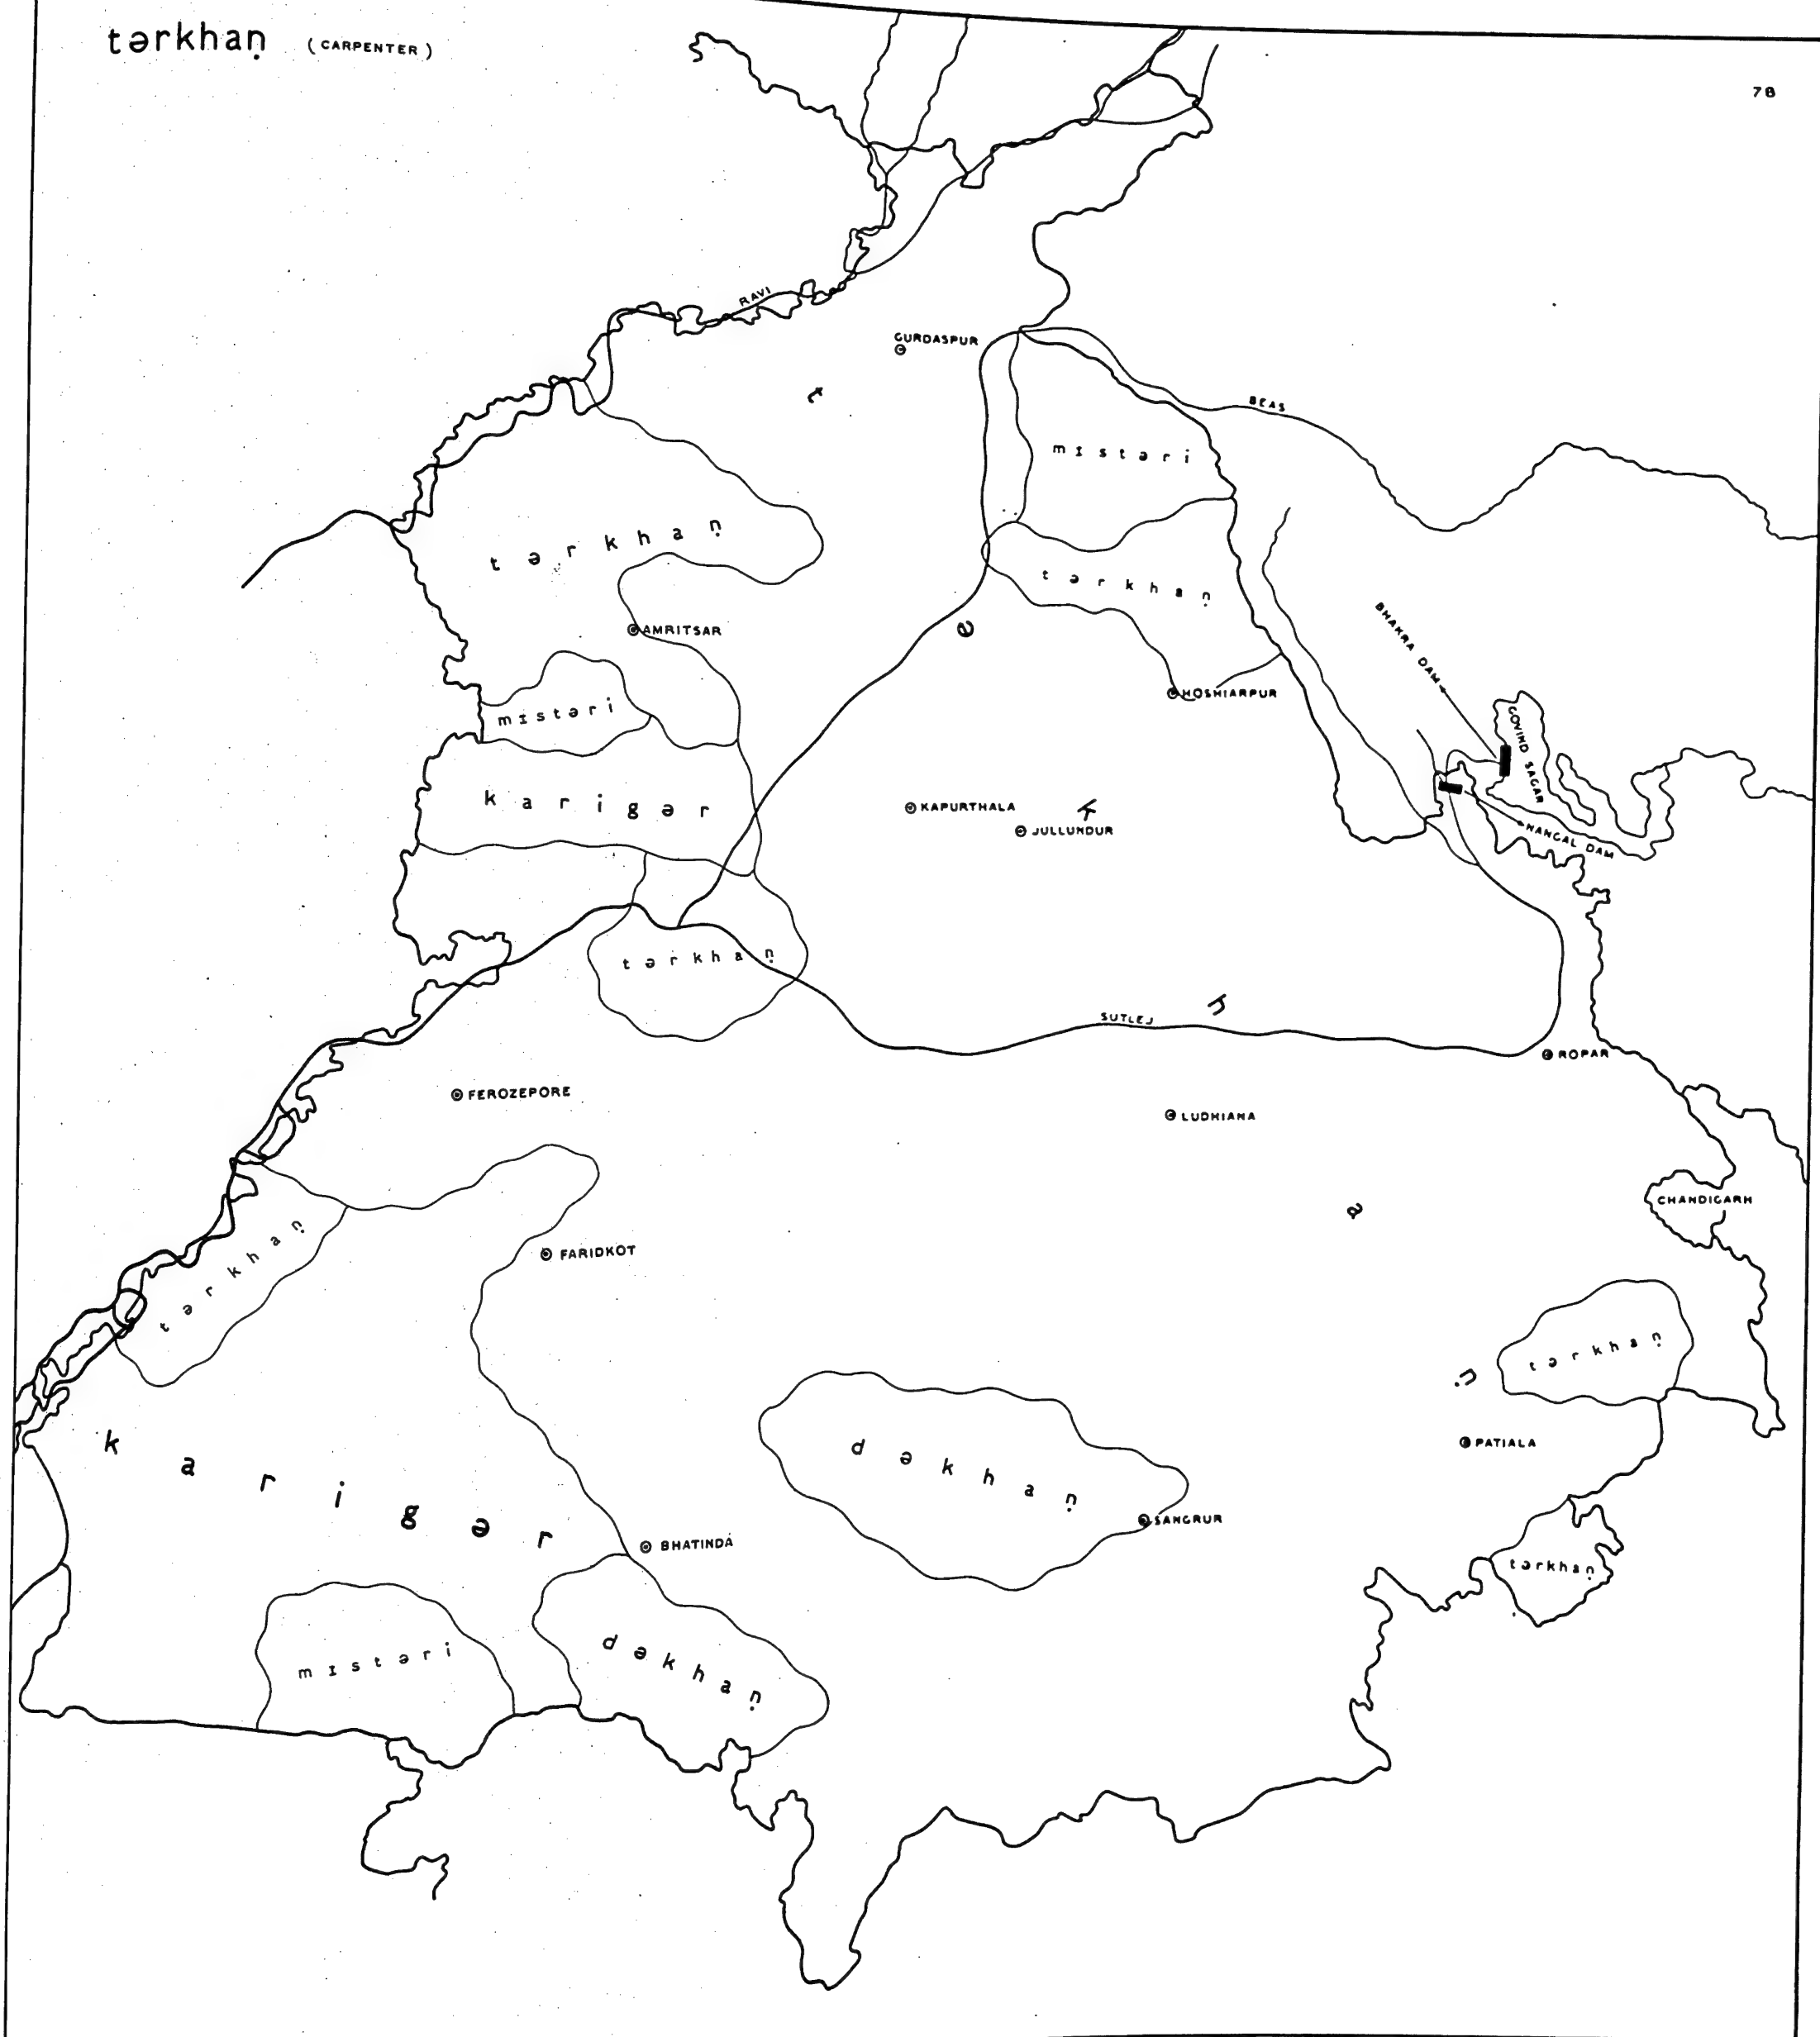 tərkhaṇ (CARPENTER)
78
RAVI
GURDASPUR
BEAS
mɪstəri
tərkhaṇ
tərkhaṇ
BHAKRA DAM
AMRITSAR
HOSHIARPUR
GOVIND SAGAR
mɪstəri
karigər
KAPURTHALA
JULLUNDUR
NANGAL DAM
təkhaṇ
tərkhaṇ
SUTLEJ
ROPAR
FEROZEPORE
LUDHIANA
CHANDIGARH
tərkhaṇ
FARIDKOT
tərkhaṇ
PATIALA
karigər
dəkhaṇ
SANGRUR
BHATINDA
tərkhaṇ
mɪstəri
dəkhaṇ